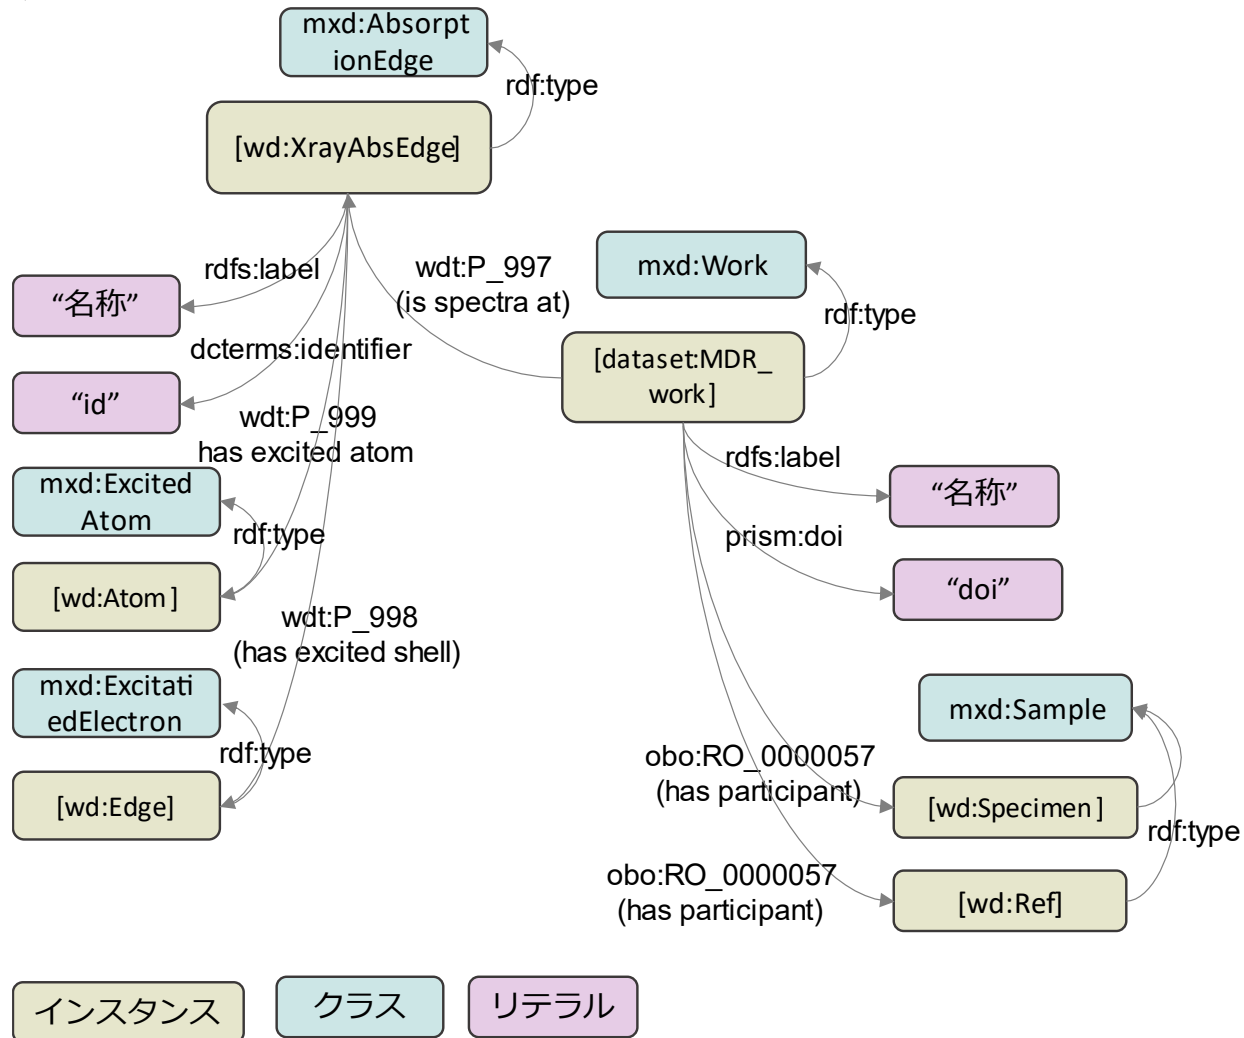 mxd:Absorpt
ionEdge
rdf:type
[wd:XrayAbsEdge]
rdfs:label
“名称”
dcterms:identifier
“id”
wdt:P_999
has excited atom
mxd:Excited
Atom
rdf:type
[wd:Atom]
wdt:P_998
(has excited shell)
mxd:Excitati
edElectron
rdf:type
[wd:Edge]
wdt:P_997
(is spectra at)
mxd:Work
rdf:type
[dataset:MDR_
work]
rdfs:label
“名称”
prism:doi
“doi”
mxd:Sample
obo:RO_0000057
(has participant)
[wd:Specimen]
rdf:type
obo:RO_0000057
(has participant)
[wd:Ref]
インスタンス
クラス
リテラル